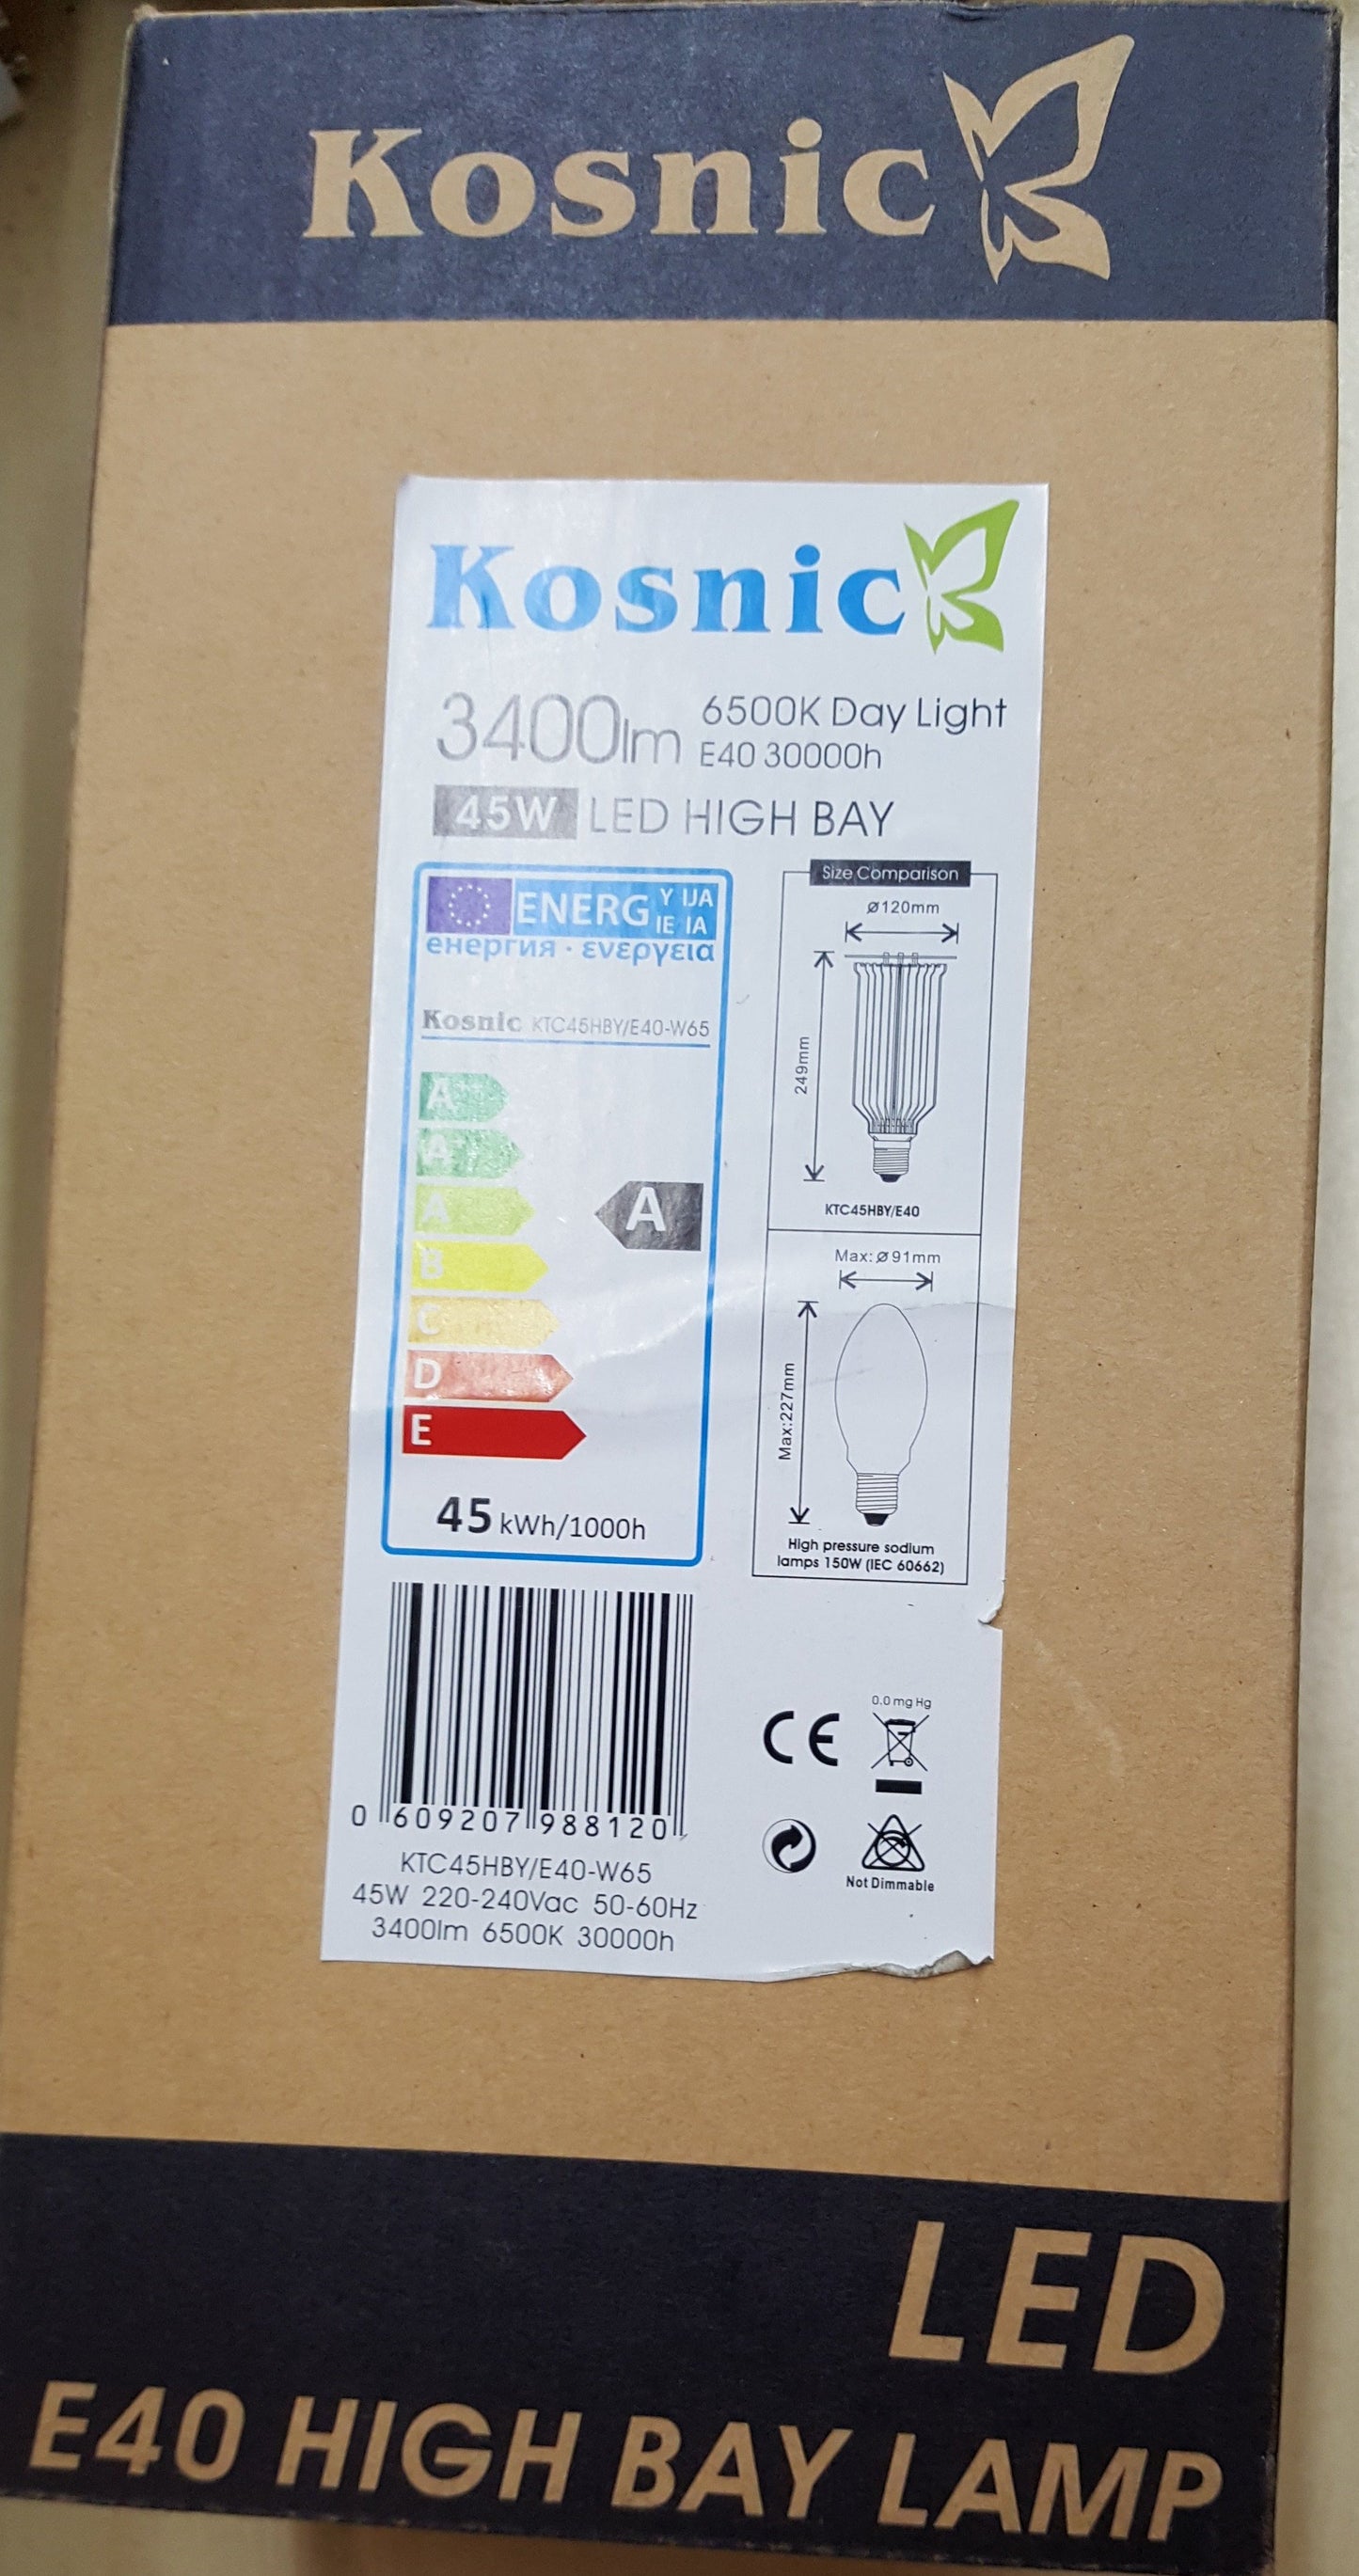 Kosnic
Kosnic
3400lm
6500K Day Light
E40 30000h
45W LED HIGH BAY
ENERG Y IJA
IE IA
енергия · ενεργεια
Kosnic KTC45HBY/E40-W65
A++
A+
A
B
C
D
E
A
45 kWh/1000h
Size Comparison
ø120mm
249mm
KTC45HBY/E40
Max: ø91mm
Max:227mm
High pressure sodium
lamps 150W (IEC 60662)
0 609207 988120
KTC45HBY/E40-W65
45W 220-240Vac 50-60Hz
3400lm 6500K 30000h
CE
0.0 mg Hg
Not Dimmable
LED
E40 HIGH BAY LAMP